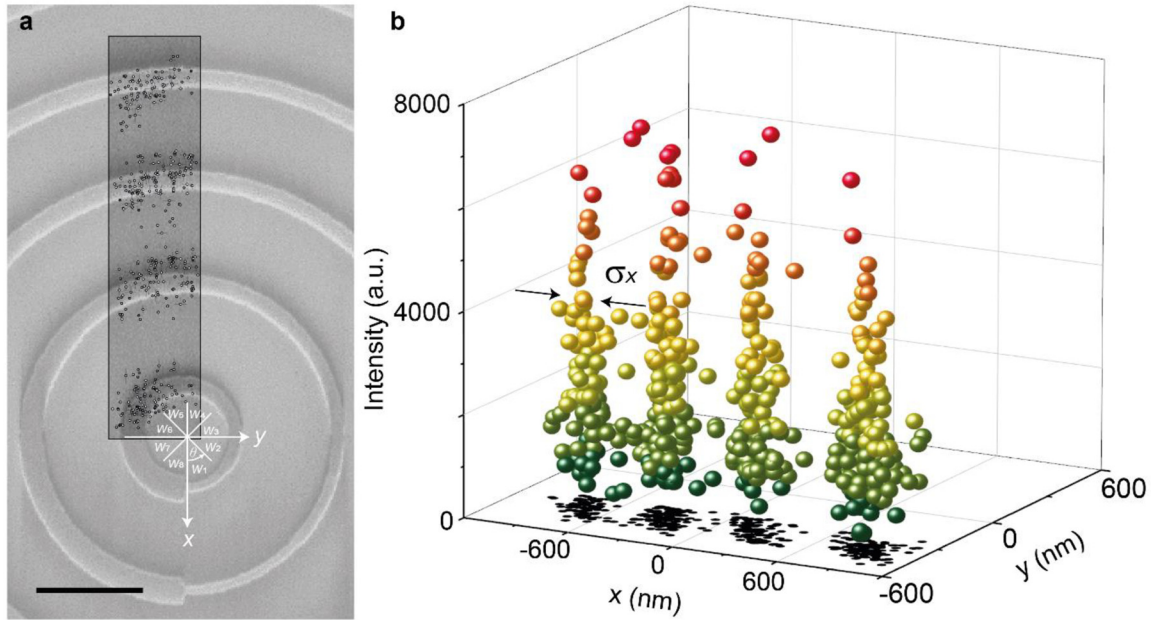 a
W5 W4
W6 W3
W7 W2
W8 W1
θ
y
x
b
8000
4000
0
Intensity (a.u.)
σx
-600
0
600
x (nm)
-600
0
600
y (nm)